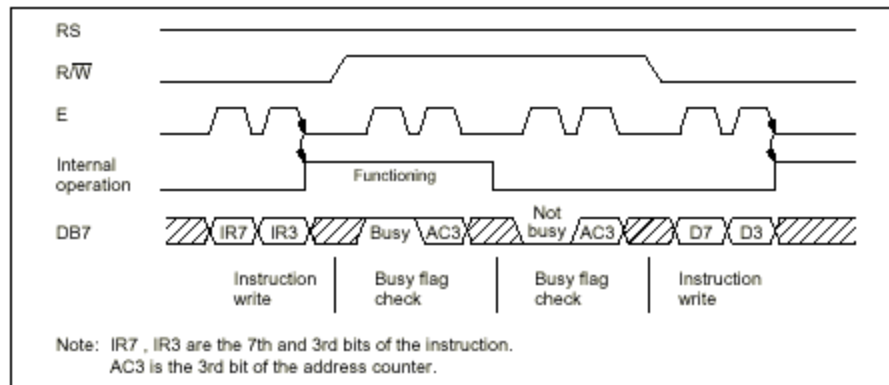 RS
R/W
E
Internal
operation
Functioning
DB7
IR7 IR3 Busy AC3 Not
busy AC3 D7 D3
Instruction
write
Busy flag
check
Busy flag
check
Instruction
write
Note: IR7 , IR3 are the 7th and 3rd bits of the instruction.
AC3 is the 3rd bit of the address counter.